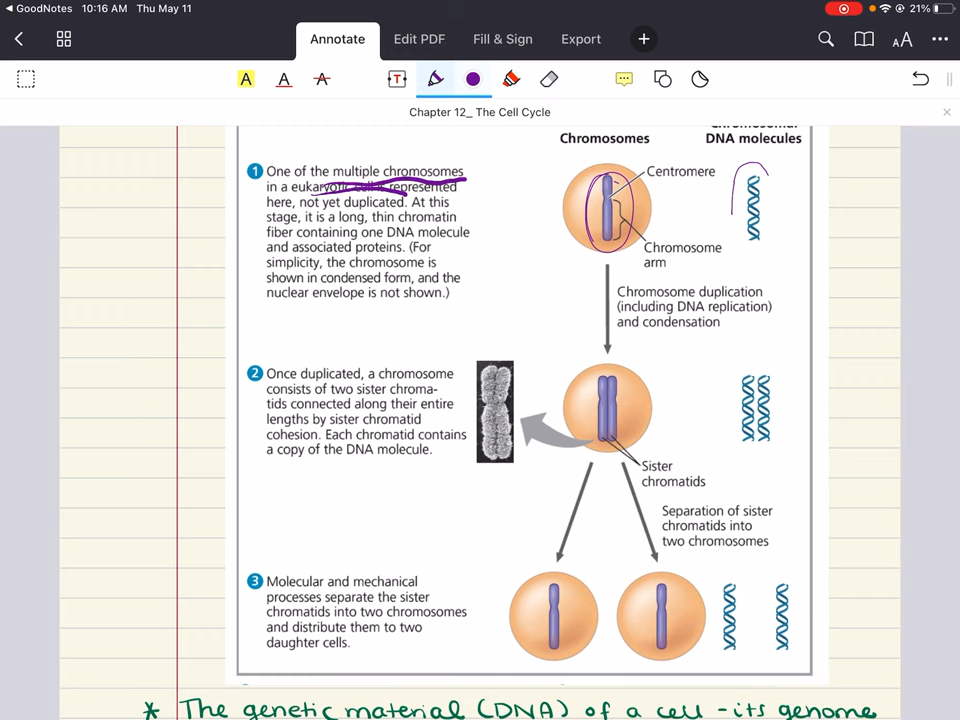 GoodNotes 10:16 AM Thu May 11 21%
Annotate Edit PDF Fill & Sign Export
A A A T AA
Chapter 12_ The Cell Cycle
Chromosomes
DNA molecules
1 One of the multiple chromosomes
in a eukaryotic cell is represented
here, not yet duplicated. At this
stage, it is a long, thin chromatin
fiber containing one DNA molecule
and associated proteins. (For
simplicity, the chromosome is
shown in condensed form, and the
nuclear envelope is not shown.)
Centromere
Chromosome
arm
Chromosome duplication
(including DNA replication)
and condensation
2 Once duplicated, a chromosome
consists of two sister chroma-
tids connected along their entire
lengths by sister chromatid
cohesion. Each chromatid contains
a copy of the DNA molecule.
Sister
chromatids
Separation of sister
chromatids into
two chromosomes
3 Molecular and mechanical
processes separate the sister
chromatids into two chromosomes
and distribute them to two
daughter cells.
* The genetic material (DNA) of a cell - its genome